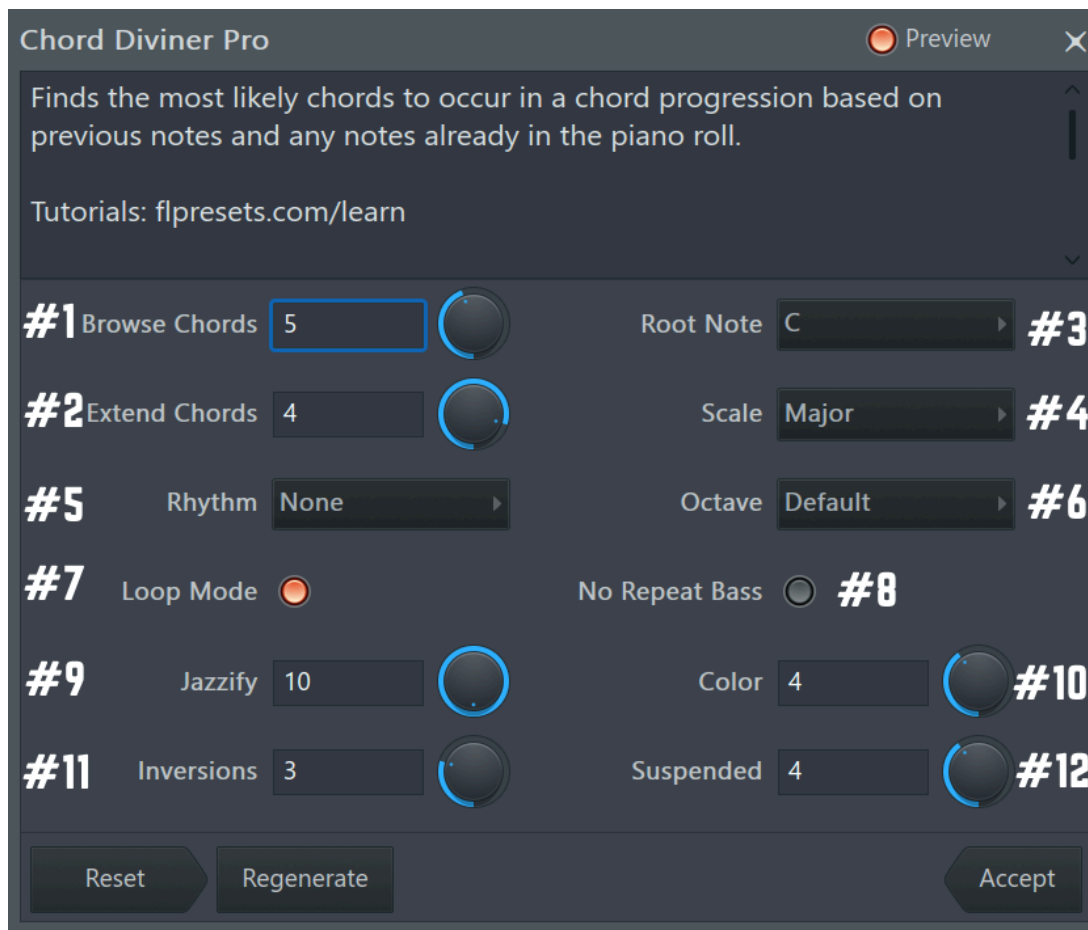 Chord Diviner Pro Preview
Finds the most likely chords to occur in a chord progression based on
previous notes and any notes already in the piano roll.
Tutorials: flpresets.com/learn
#1 Browse Chords 5 Root Note C #3
#2 Extend Chords 4 Scale Major #4
#5 Rhythm None Octave Default #6
#7 Loop Mode No Repeat Bass #8
#9 Jazzify 10 Color 4 #10
#11 Inversions 3 Suspended 4 #12
Reset Regenerate Accept